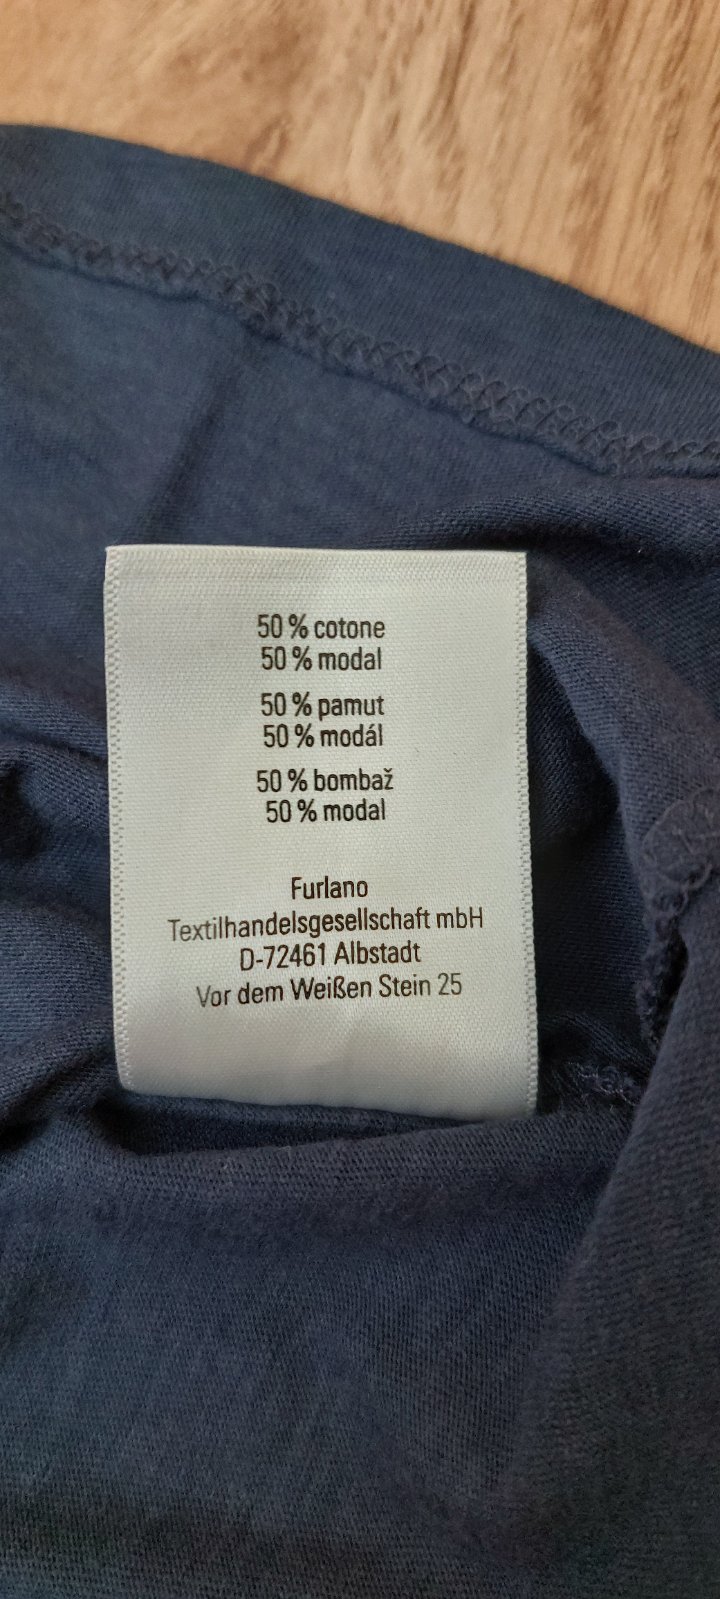 50 % cotone
50 % modal
50 % pamut
50 % modál
50 % bombaž
50 % modal
Furlano
Textilhandelsgesellschaft mbH
D-72461 Albstadt
Vor dem Weißen Stein 25